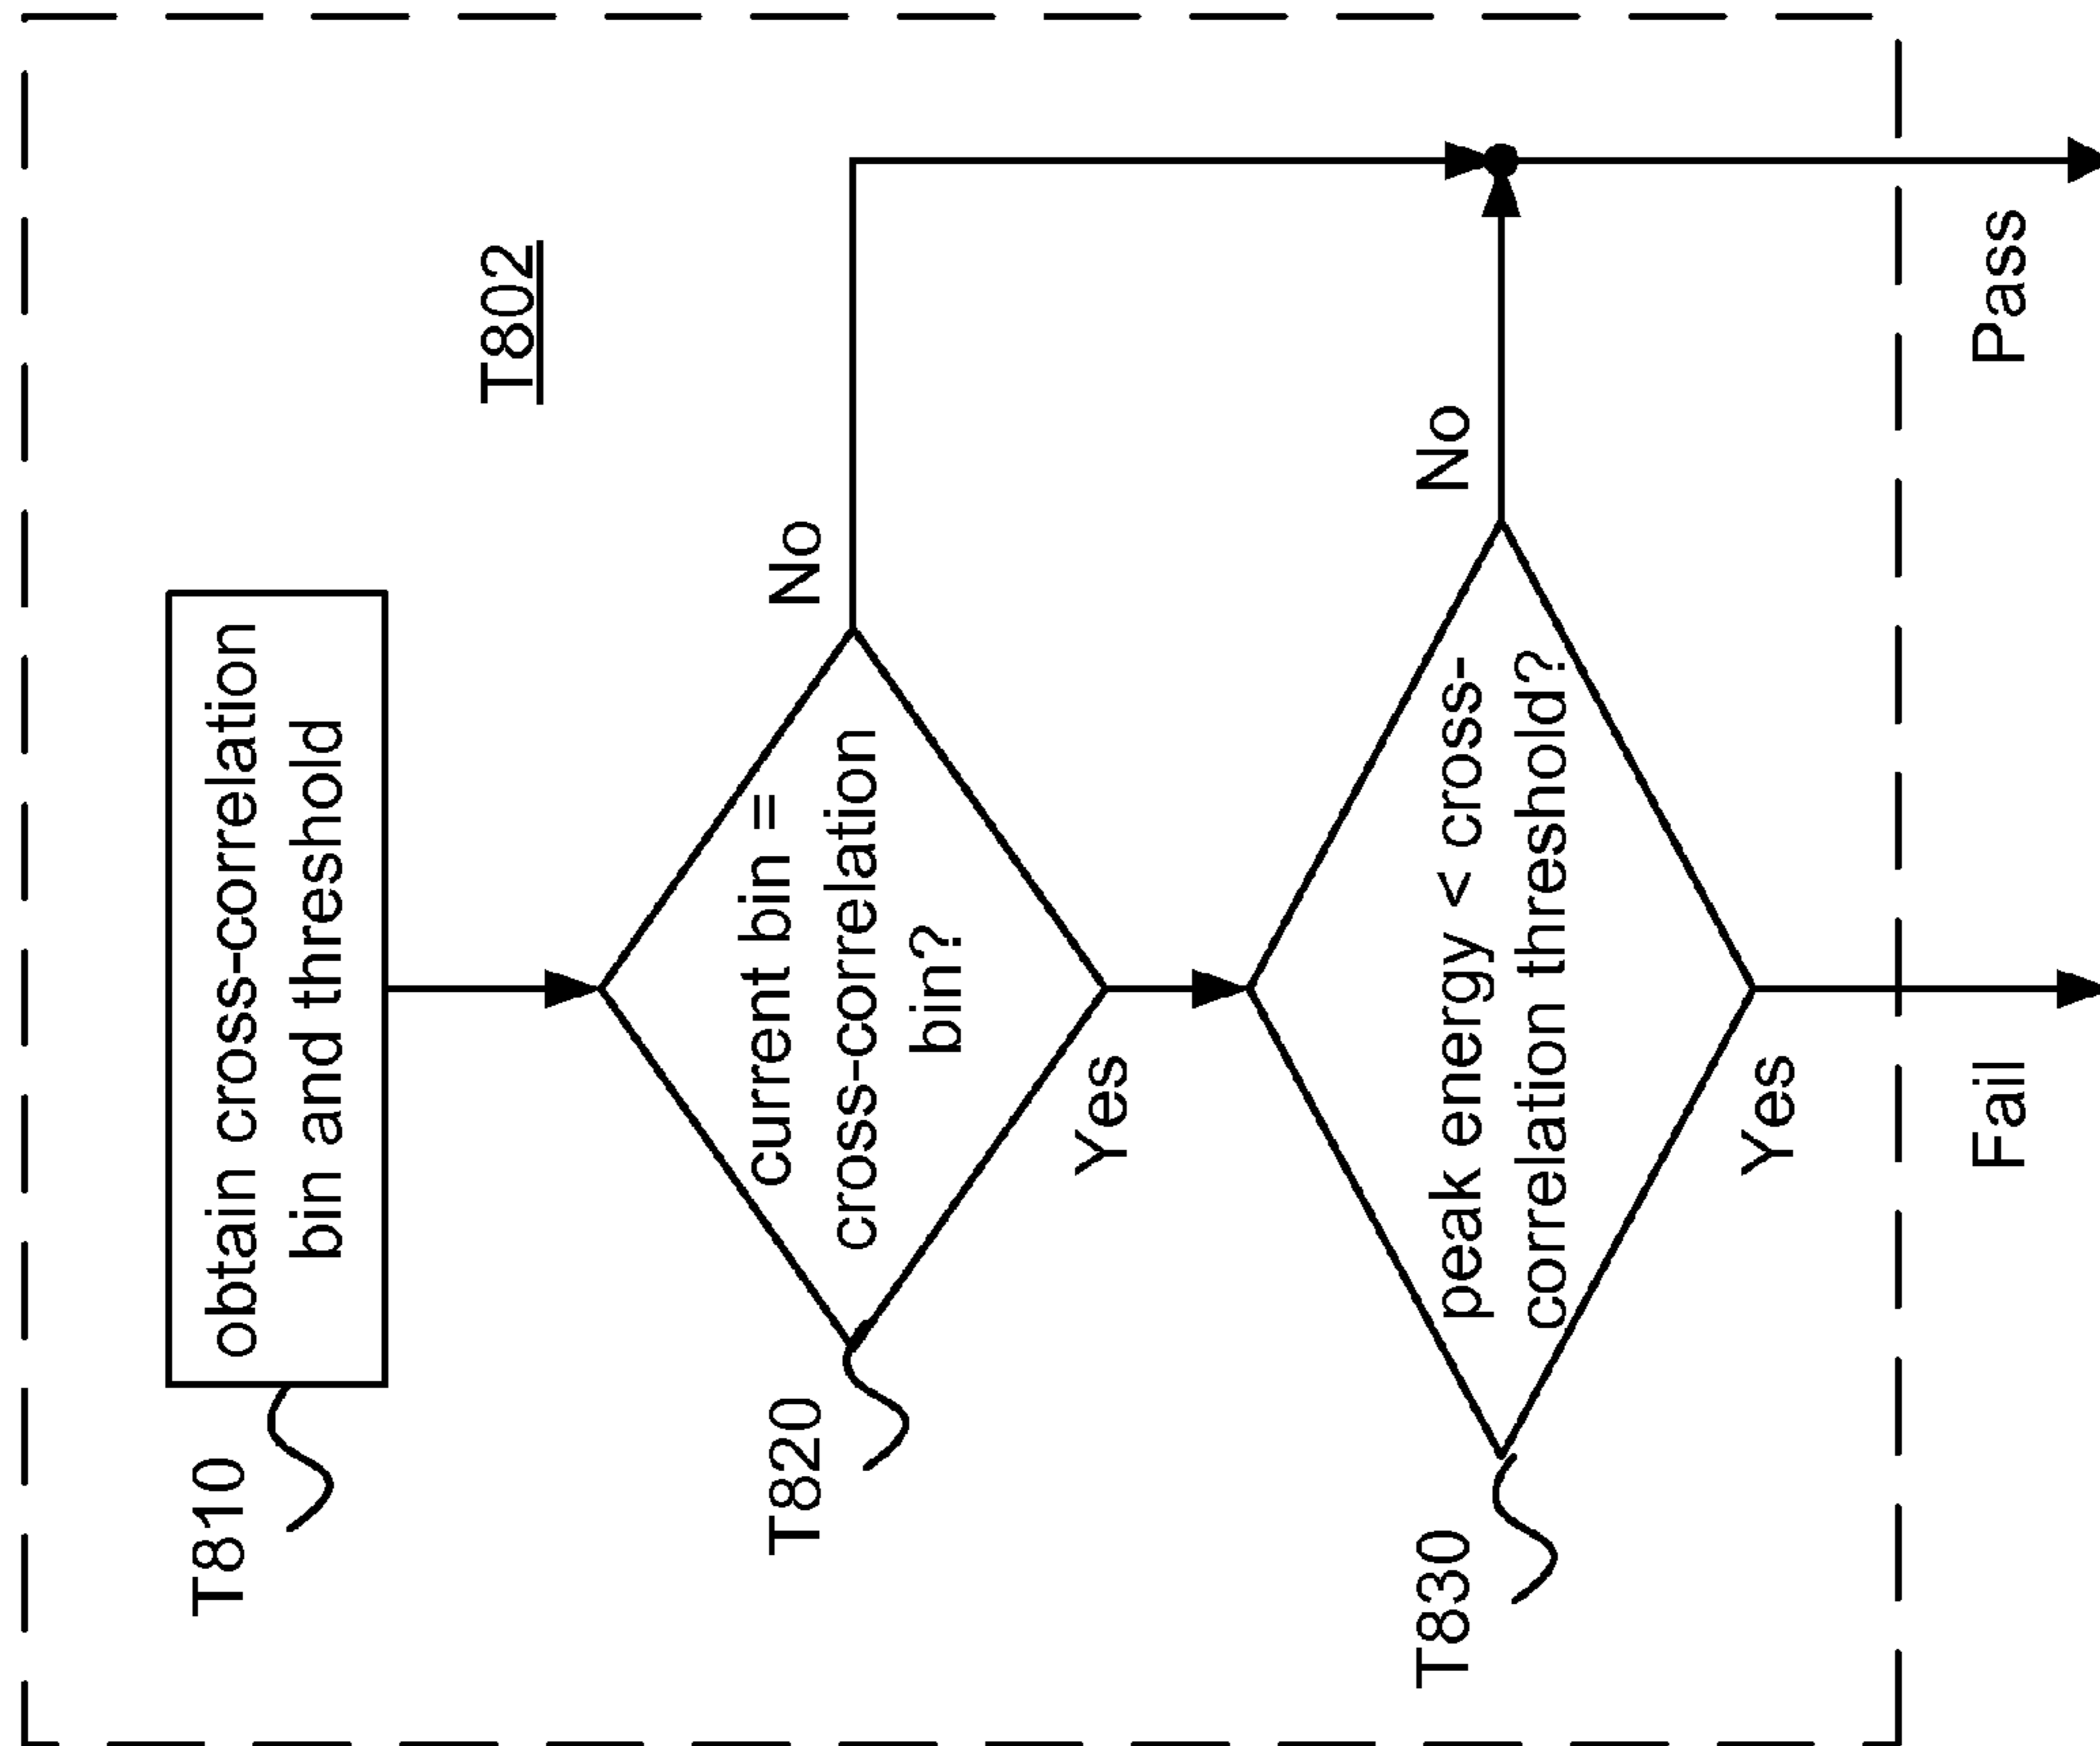 T802
T810
obtain cross-correlation
bin and threshold
T820
current bin =
cross-correlation
bin?
No
Yes
T830
peak energy < cross-
correlation threshold?
No
Yes
Fail
Pass